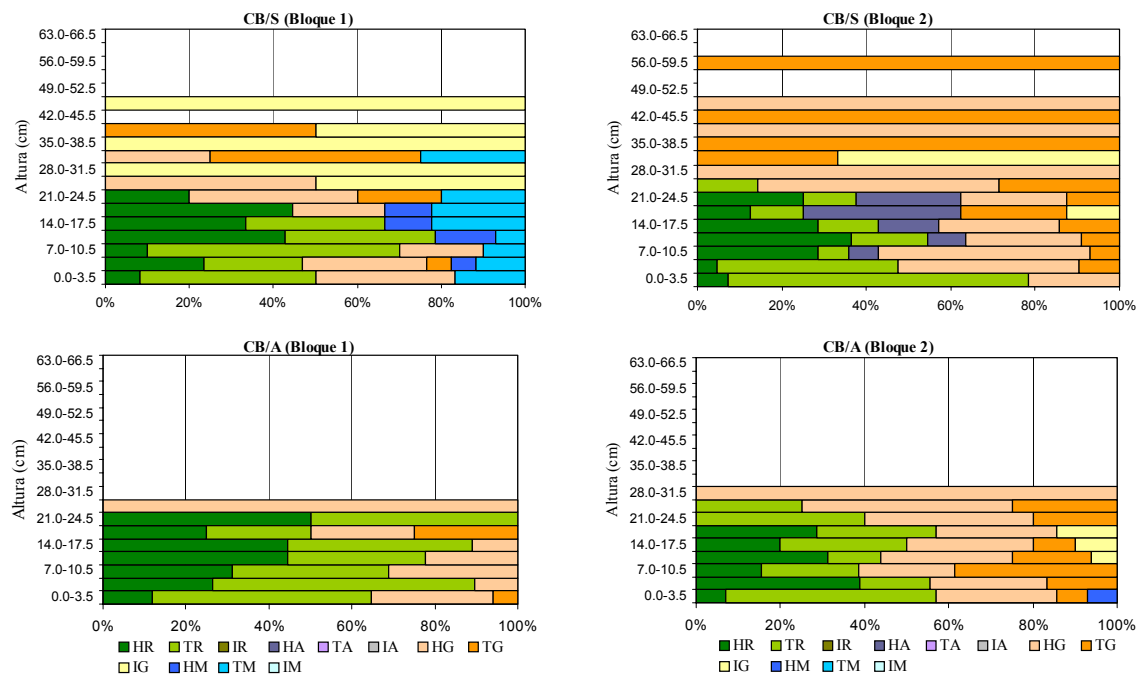 CB/S (Bloque 1)
Altura (cm)
63.0-66.5
56.0-59.5
49.0-52.5
42.0-45.5
35.0-38.5
28.0-31.5
21.0-24.5
14.0-17.5
7.0-10.5
0.0-3.5
0% 20% 40% 60% 80% 100%
CB/S (Bloque 2)
Altura (cm)
63.0-66.5
56.0-59.5
49.0-52.5
42.0-45.5
35.0-38.5
28.0-31.5
21.0-24.5
14.0-17.5
7.0-10.5
0.0-3.5
0% 20% 40% 60% 80% 100%
CB/A (Bloque 1)
Altura (cm)
63.0-66.5
56.0-59.5
49.0-52.5
42.0-45.5
35.0-38.5
28.0-31.5
21.0-24.5
14.0-17.5
7.0-10.5
0.0-3.5
0% 20% 40% 60% 80% 100%
HR TR IR HA TA IA HG TG
IG HM TM IM
CB/A (Bloque 2)
Altura (cm)
63.0-66.5
56.0-59.5
49.0-52.5
42.0-45.5
35.0-38.5
28.0-31.5
21.0-24.5
14.0-17.5
7.0-10.5
0.0-3.5
0% 20% 40% 60% 80% 100%
HR TR IR HA TA IA HG TG
IG HM TM IM